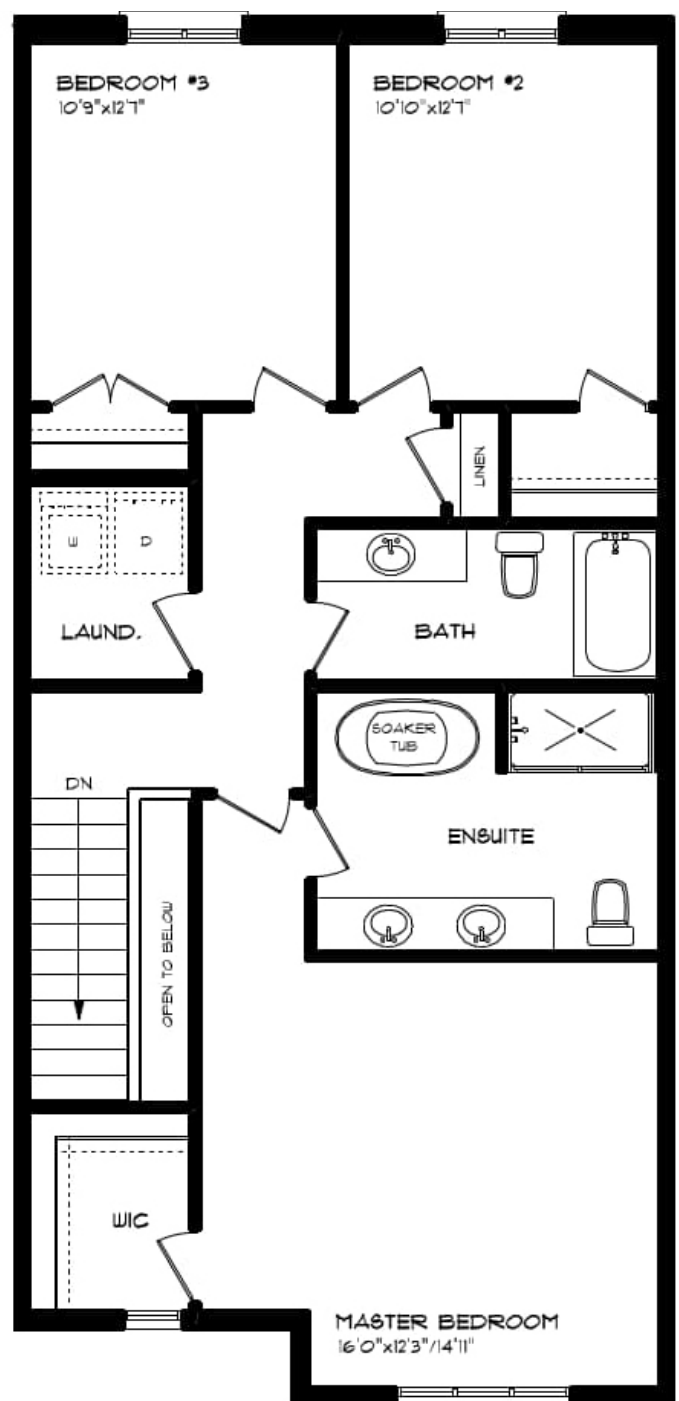 BEDROOM #3
10'9"x12'7"
BEDROOM #2
10'10"x12'7"
LINEN
W
D
LAUND.
BATH
SOAKER
TUB
DN
ENSUITE
OPEN TO BELOW
WIC
MASTER BEDROOM
16'0"x12'3"/14'11"